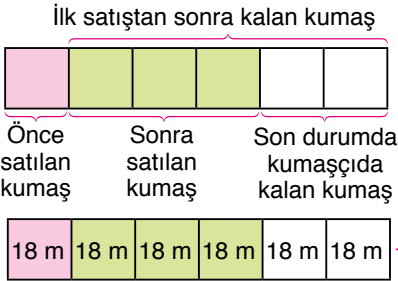 İlk satıştan sonra kalan kumaş
Önce satılan kumaş
Sonra satılan kumaş
Son durumda kumaşçıda kalan kumaş
18 m 18 m 18 m 18 m 18 m 18 m